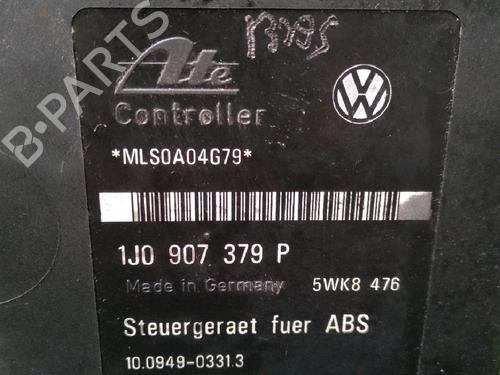 B-PARTS
Ate
Controller
*MLS0A04G79*
1J0 907 379 P
Made in Germany 5WK8 476
Steuergeraet fuer ABS
10.0949-0331.3